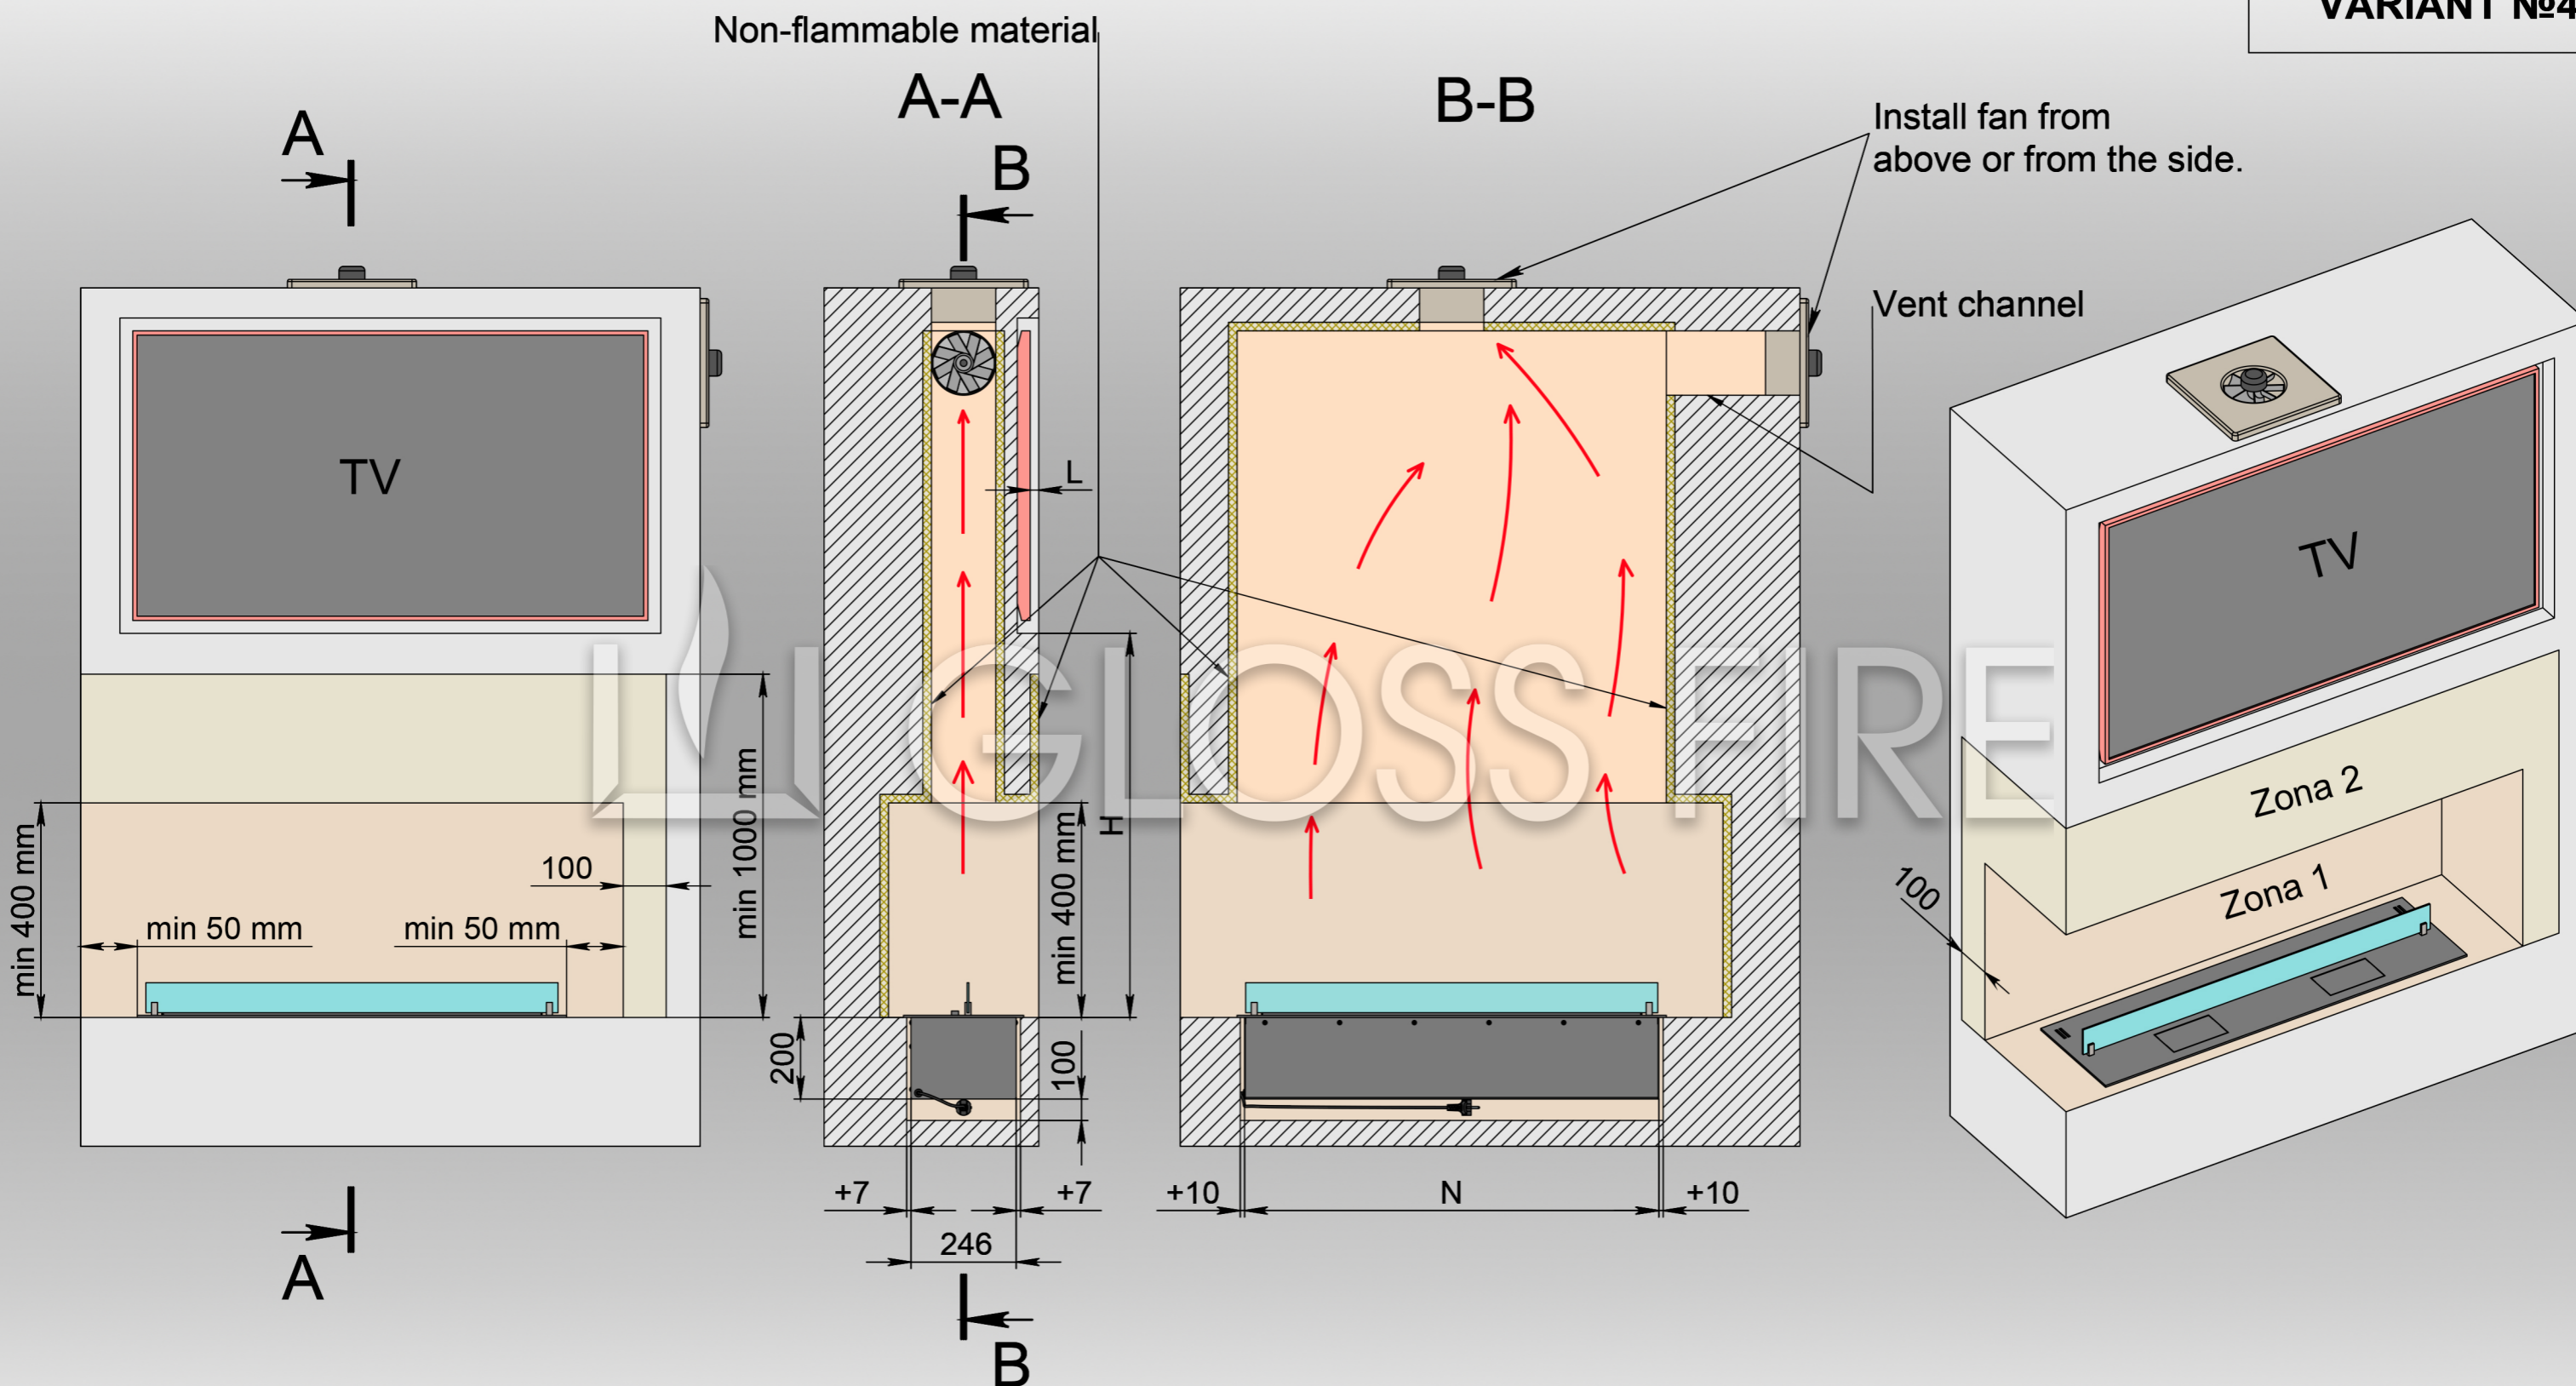 Non-flammable material
VARIANT №4
A-A
B-B
A
B
Install fan from
above or from the side.
Vent channel
TV
L
TV
GLOSS FIRE
H
Zona 2
Zona 1
100
min 400 mm
min 1000 mm
min 400 mm
100
min 50 mm
min 50 mm
200
100
+7
+7
246
+10
N
+10
A
B